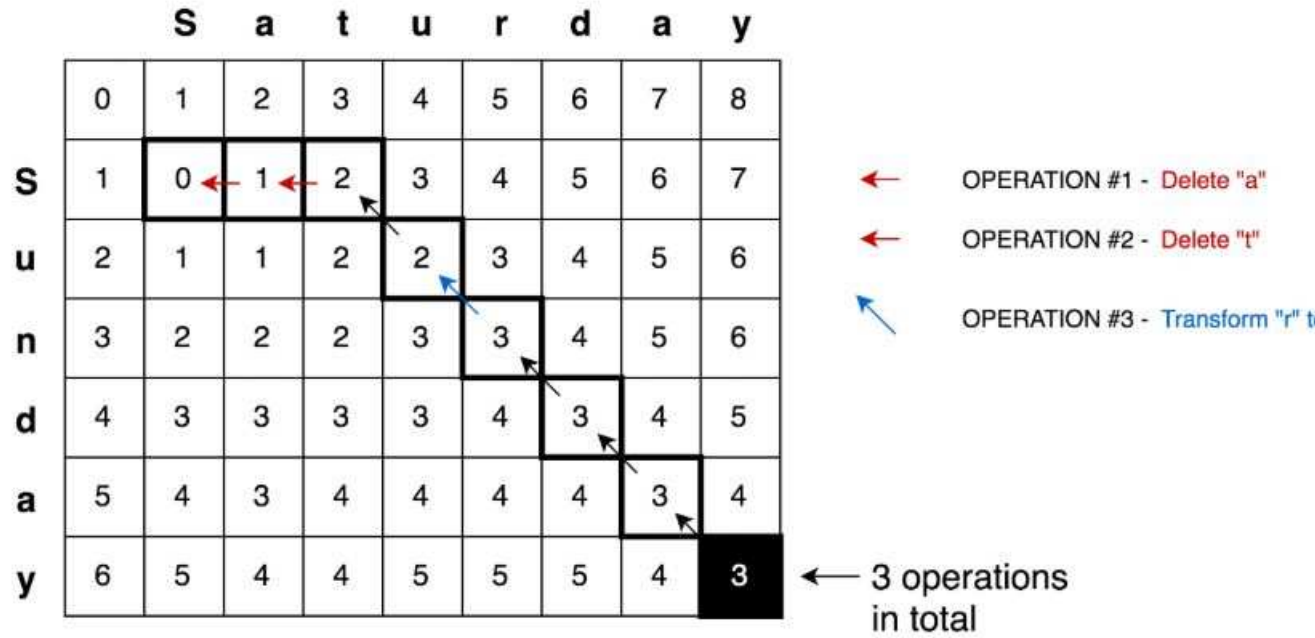 S a t u r d a y
0 1 2 3 4 5 6 7 8
S 1 0 1 2 3 4 5 6 7
OPERATION #1 - Delete "a"
u 2 1 1 2 2 3 4 5 6
OPERATION #2 - Delete "t"
n 3 2 2 2 3 3 4 5 6
OPERATION #3 - Transform "r" t
d 4 3 3 3 3 4 3 4 5
a 5 4 3 4 4 4 4 3 4
y 6 5 4 4 5 5 5 4 3
3 operations
in total